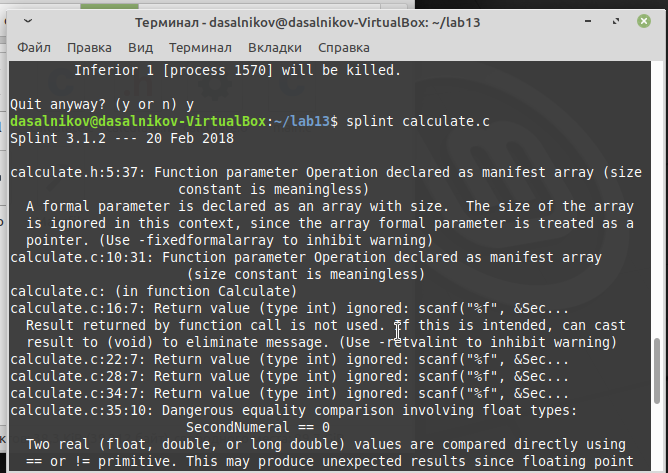 Терминал - dasalnikov@dasalnikov-VirtualBox: ~/lab13
Файл Правка Вид Терминал Вкладки Справка
Inferior 1 [process 1570] will be killed.
Quit anyway? (y or n) y
dasalnikov@dasalnikov-VirtualBox:~/lab13$ splint calculate.c
Splint 3.1.2 --- 20 Feb 2018
calculate.h:5:37: Function parameter Operation declared as manifest array (size
constant is meaningless)
A formal parameter is declared as an array with size.  The size of the array
is ignored in this context, since the array formal parameter is treated as a
pointer. (Use -fixedformalarray to inhibit warning)
calculate.c:10:31: Function parameter Operation declared as manifest array
(size constant is meaningless)
calculate.c: (in function Calculate)
calculate.c:16:7: Return value (type int) ignored: scanf("%f", &Sec...
Result returned by function call is not used. If this is intended, can cast
result to (void) to eliminate message. (Use -retvalint to inhibit warning)
calculate.c:22:7: Return value (type int) ignored: scanf("%f", &Sec...
calculate.c:28:7: Return value (type int) ignored: scanf("%f", &Sec...
calculate.c:34:7: Return value (type int) ignored: scanf("%f", &Sec...
calculate.c:35:10: Dangerous equality comparison involving float types:
SecondNumeral == 0
Two real (float, double, or long double) values are compared directly using
== or != primitive. This may produce unexpected results since floating point